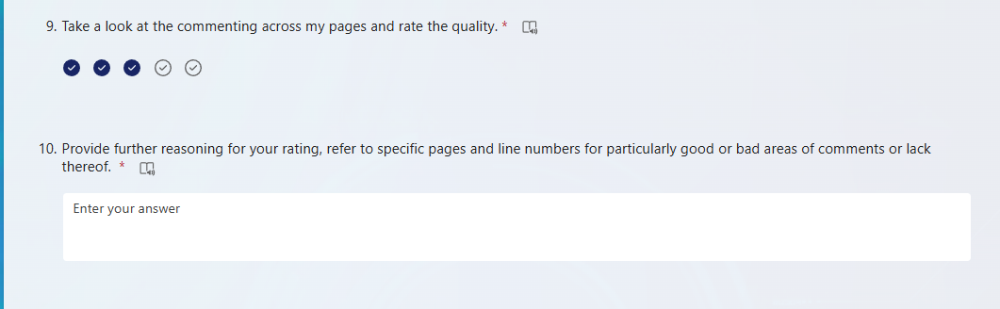 9. Take a look at the commenting across my pages and rate the quality. *
10. Provide further reasoning for your rating, refer to specific pages and line numbers for particularly good or bad areas of comments or lack
thereof. *
Enter your answer